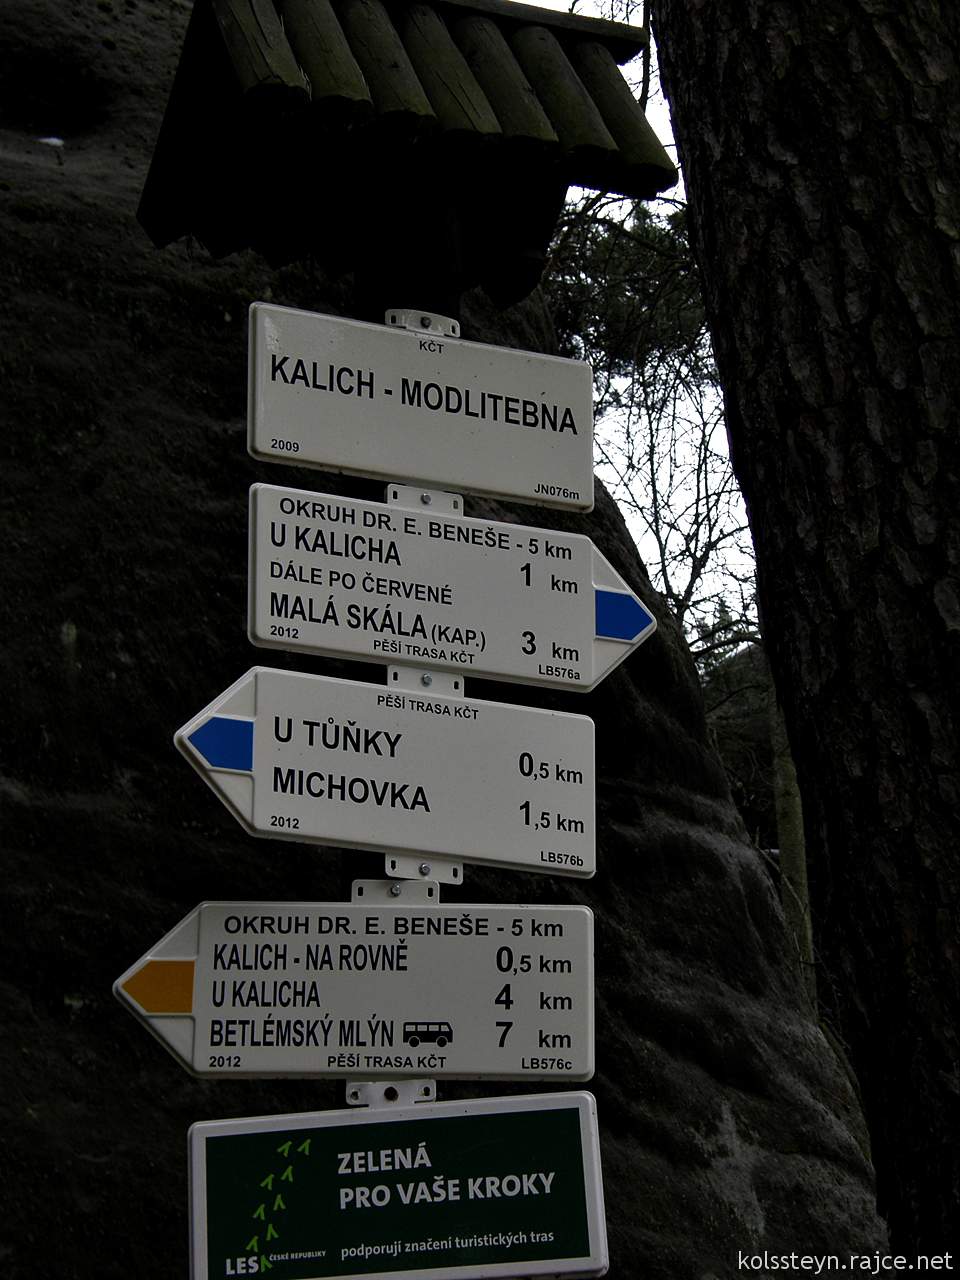 KČT
KALICH - MODLITEBNA
2009
JN076m
OKRUH DR. E. BENEŠE - 5 km
U KALICHA 1 km
DÁLE PO ČERVENÉ
MALÁ SKÁLA (KAP.) 3 km
2012 PĚŠÍ TRASA KČT LB576a
PĚŠÍ TRASA KČT
U TŮŇKY 0,5 km
MICHOVKA 1,5 km
2012 LB576b
OKRUH DR. E. BENEŠE - 5 km
KALICH - NA ROVNĚ 0,5 km
U KALICHA 4 km
BETLÉMSKÝ MLÝN 7 km
2012 PĚŠÍ TRASA KČT LB576c
ZELENÁ
PRO VAŠE KROKY
LESY ČESKÉ REPUBLIKY podporují značení turistických tras
kolssteyn.rajce.net